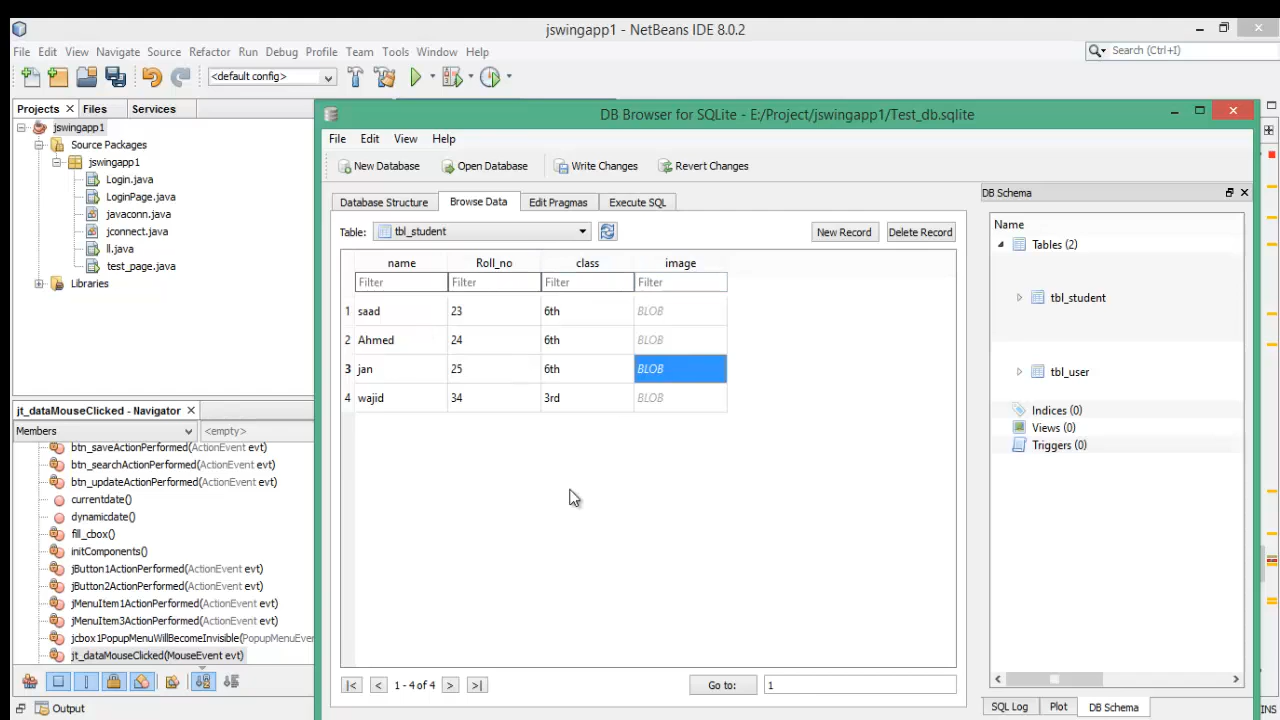 jswingapp1 - NetBeans IDE 8.0.2
File Edit View Navigate Source Refactor Run Debug Profile Team Tools Window Help
Search (Ctrl+I)
<default config>
Projects Files Services
jswingapp1
Source Packages
jswingapp1
Login.java
LoginPage.java
javaconn.java
jconnect.java
ll.java
test_page.java
Libraries
jt_dataMouseClicked - Navigator
Members <empty>
btn_saveActionPerformed(ActionEvent evt)
btn_searchActionPerformed(ActionEvent evt)
btn_updateActionPerformed(ActionEvent evt)
currentdate()
dynamicdate()
fill_cbox()
initComponents()
jButton1ActionPerformed(ActionEvent evt)
jButton2ActionPerformed(ActionEvent evt)
jMenuItem1ActionPerformed(ActionEvent evt)
jMenuItem3ActionPerformed(ActionEvent evt)
jcbox1PopupMenuWillBecomeInvisible(PopupMenuEver
jt_dataMouseClicked(MouseEvent evt)
Output
DB Browser for SQLite - E:/Project/jswingapp1/Test_db.sqlite
File Edit View Help
New Database Open Database Write Changes Revert Changes
Database Structure Browse Data Edit Pragmas Execute SQL
Table: tbl_student New Record Delete Record
name Roll_no class image
Filter Filter Filter Filter
1 saad 23 6th BLOB
2 Ahmed 24 6th BLOB
3 jan 25 6th BLOB
4 wajid 34 3rd BLOB
|< < 1 - 4 of 4 > >| Go to: 1
DB Schema
Name
Tables (2)
tbl_student
tbl_user
Indices (0)
Views (0)
Triggers (0)
SQL Log Plot DB Schema
INS